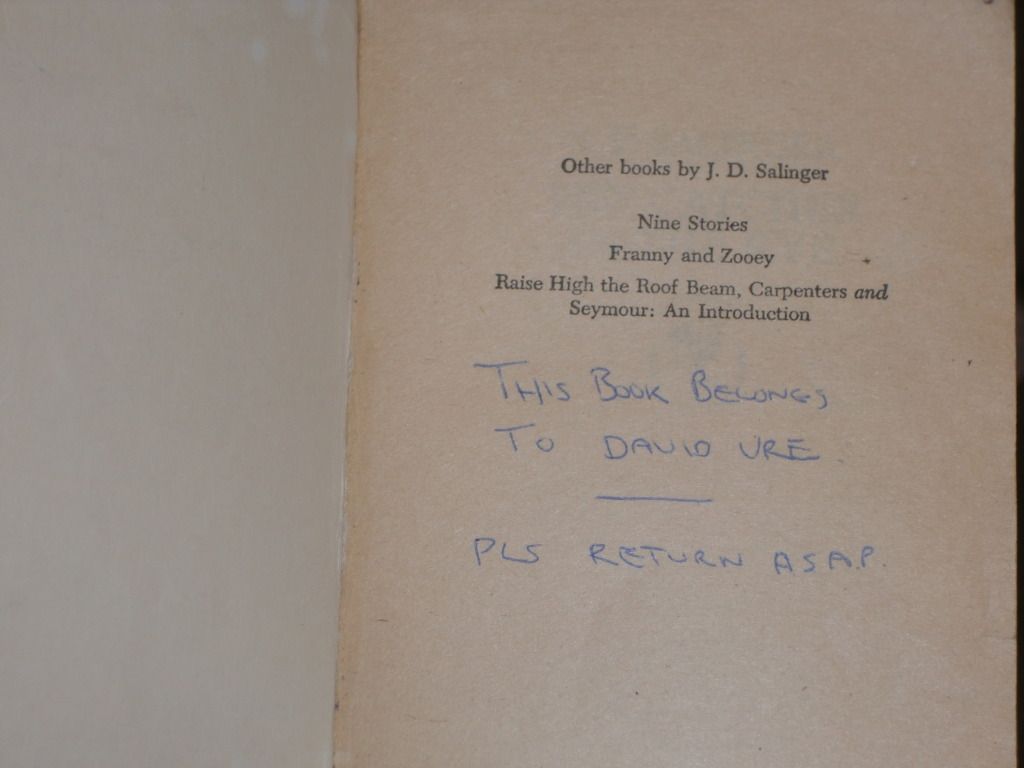 Other books by J. D. Salinger
Nine Stories
Franny and Zooey
Raise High the Roof Beam, Carpenters and
Seymour: An Introduction
THIS BOOK BELONGS
TO DAVID URE
PLS RETURN ASAP.